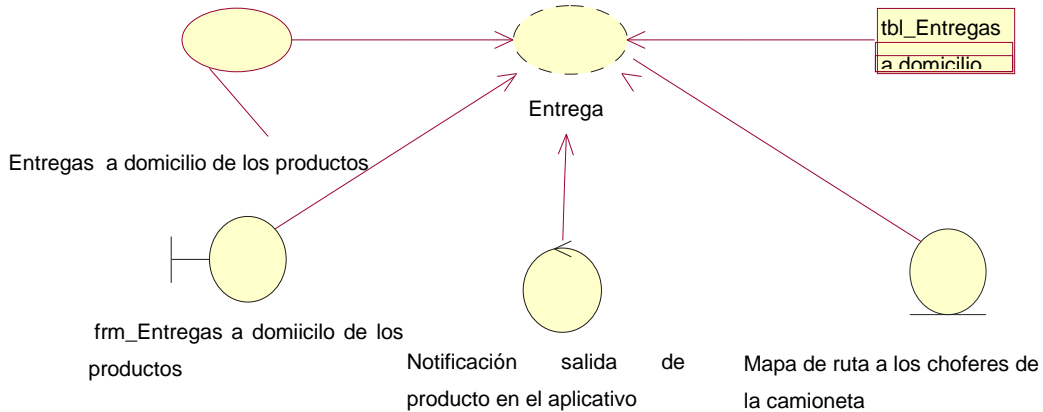 tbl_Entregas
a domicilio
Entrega
Entregas a domicilio de los productos
frm_Entregas a domiicilo de los
productos
Notificación salida de
producto en el aplicativo
Mapa de ruta a los choferes de
la camioneta